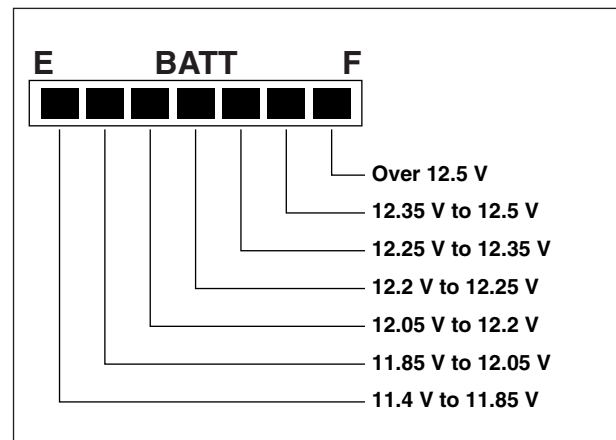 E BATT F
Over 12.5 V
12.35 V to 12.5 V
12.25 V to 12.35 V
12.2 V to 12.25 V
12.05 V to 12.2 V
11.85 V to 12.05 V
11.4 V to 11.85 V